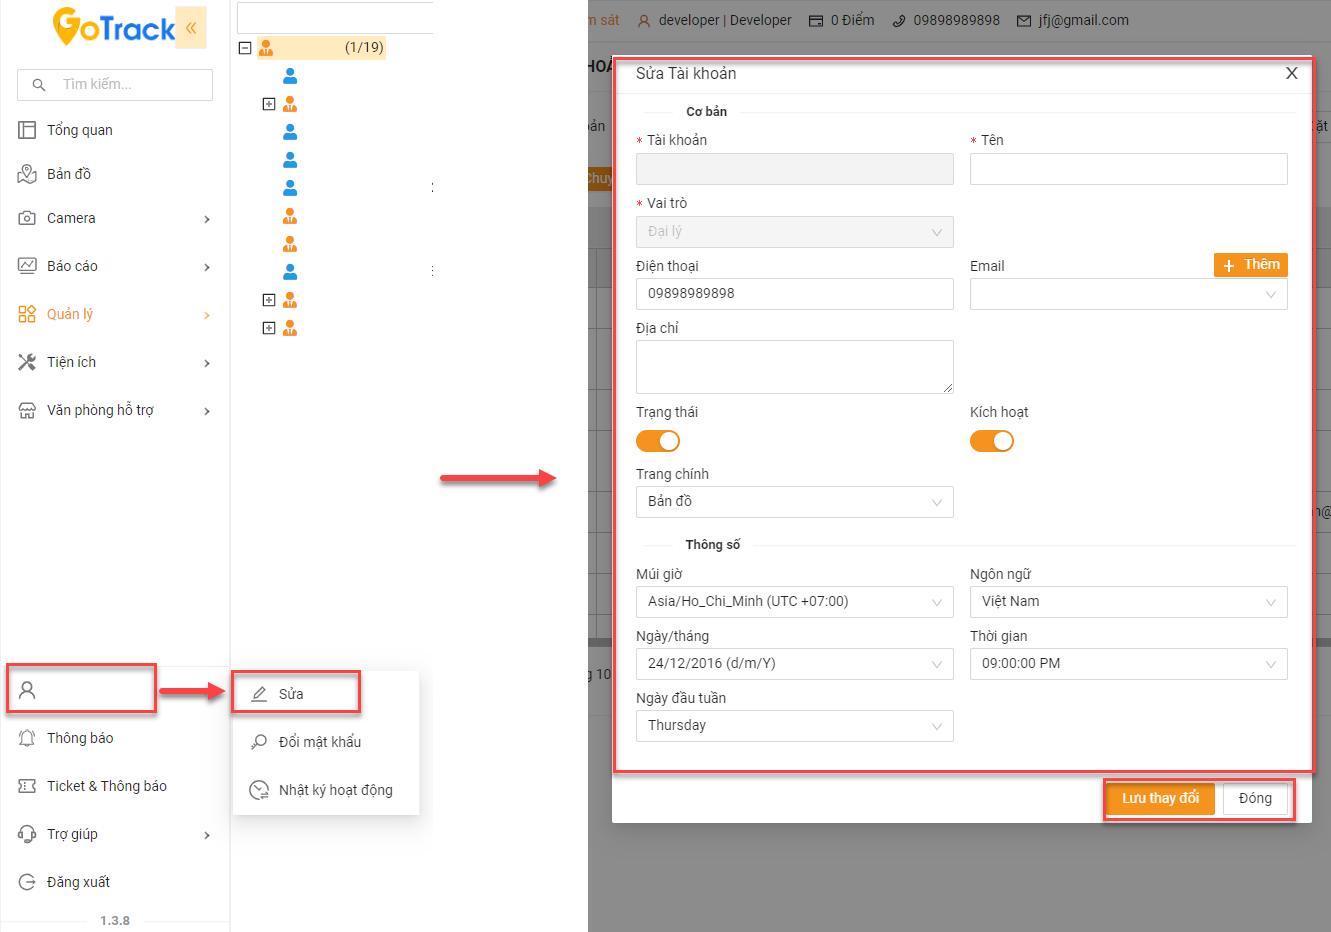 GoTrack
«
Tìm kiếm...
Tổng quan
Bản đồ
Camera
Báo cáo
Quản lý
Tiện ích
Văn phòng hỗ trợ
Thông báo
Ticket & Thông báo
Trợ giúp
Đăng xuất
1.3.8
(1/19)
Sửa
Đổi mật khẩu
Nhật ký hoạt động
m sát
developer | Developer
0 Điểm
09898989898
jfj@gmail.com
Sửa Tài khoản
X
Cơ bản
* Tài khoản
* Tên
* Vai trò
Đại lý
Điện thoại
Email
+ Thêm
09898989898
Địa chỉ
Trạng thái
Kích hoạt
Trang chính
Bản đồ
Thông số
Múi giờ
Ngôn ngữ
Asia/Ho_Chi_Minh (UTC +07:00)
Việt Nam
Ngày/tháng
Thời gian
24/12/2016 (d/m/Y)
09:00:00 PM
Ngày đầu tuần
Thursday
Lưu thay đổi
Đóng